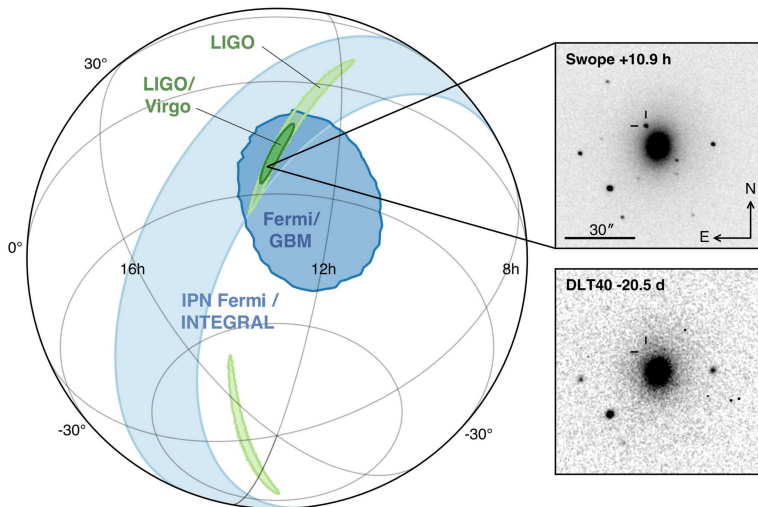 LIGO
LIGO/
Virgo
30°
Fermi/
GBM
0°
16h
12h
8h
IPN Fermi /
INTEGRAL
-30°
-30°
Swope +10.9 h
30″
N
E
DLT40 -20.5 d